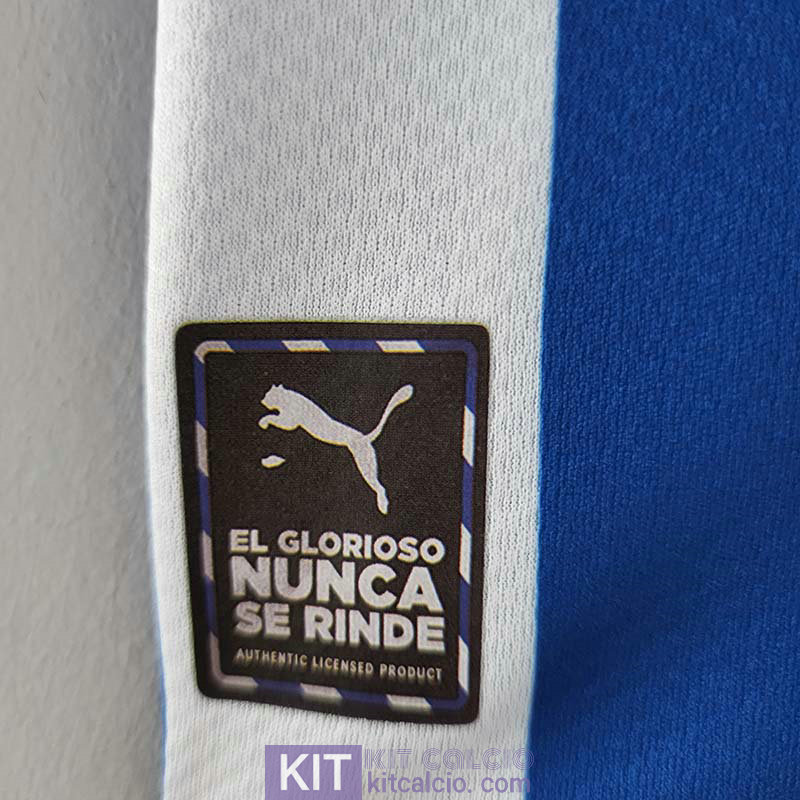 EL GLORIOSO
NUNCA
SE RINDE
AUTHENTIC LICENSED PRODUCT
KIT
KIT CALCIO
kitcalcio. com